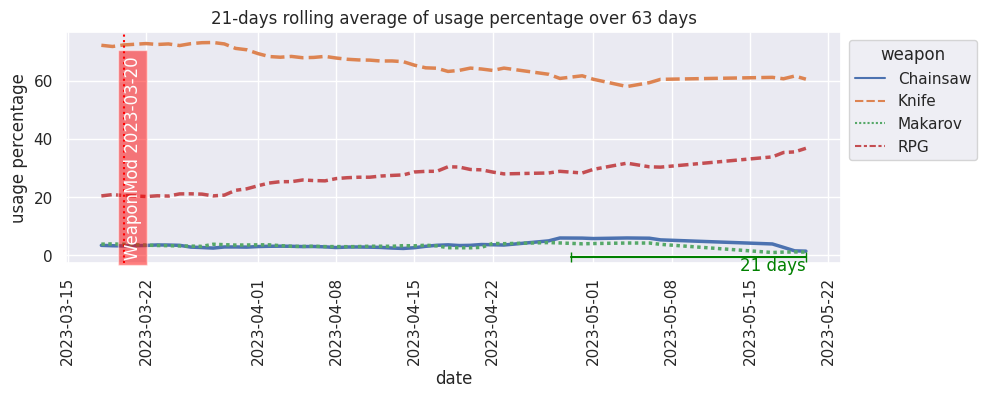 21-days rolling average of usage percentage over 63 days
usage percentage
60
40
20
0
WeaponMod 2023-03-20
21 days
2023-03-15
2023-03-22
2023-04-01
2023-04-08
2023-04-15
2023-04-22
2023-05-01
2023-05-08
2023-05-15
2023-05-22
date
weapon
Chainsaw
Knife
Makarov
RPG